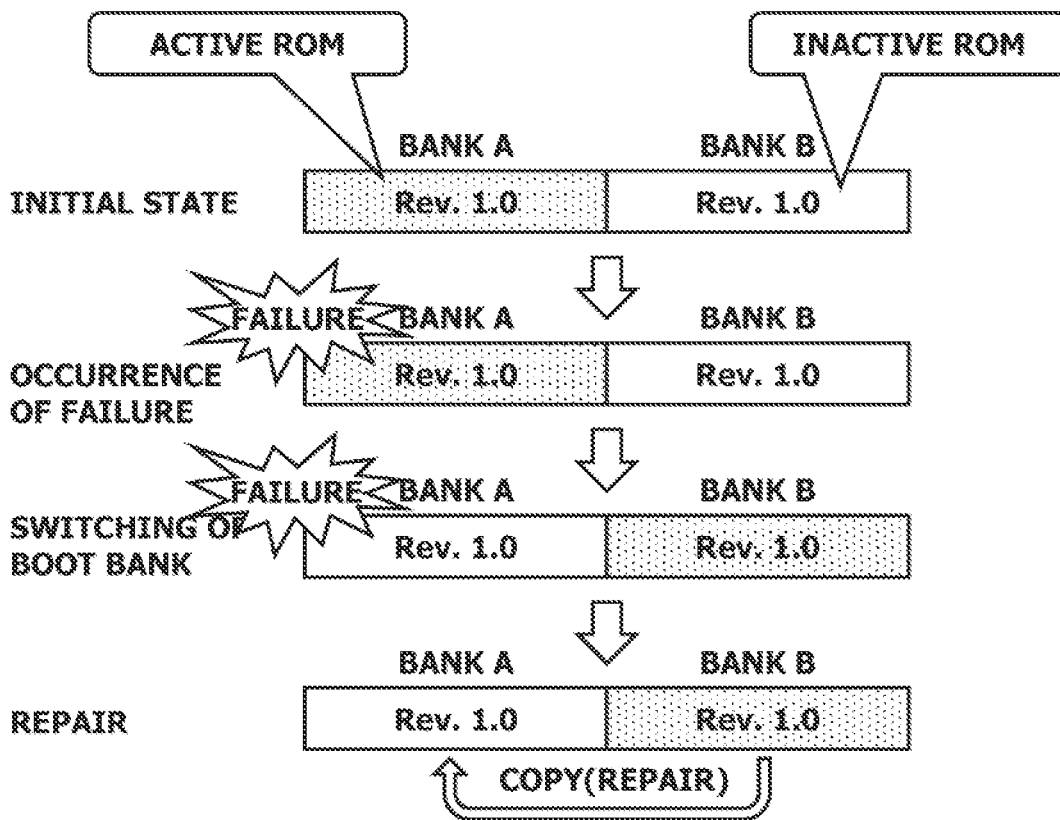 ACTIVE ROM
INACTIVE ROM
BANK A
BANK B
INITIAL STATE
Rev. 1.0
Rev. 1.0
FAILURE
BANK A
BANK B
OCCURRENCE
OF FAILURE
Rev. 1.0
Rev. 1.0
FAILURE
BANK A
BANK B
SWITCHING OF
BOOT BANK
Rev. 1.0
Rev. 1.0
BANK A
BANK B
REPAIR
Rev. 1.0
Rev. 1.0
COPY(REPAIR)